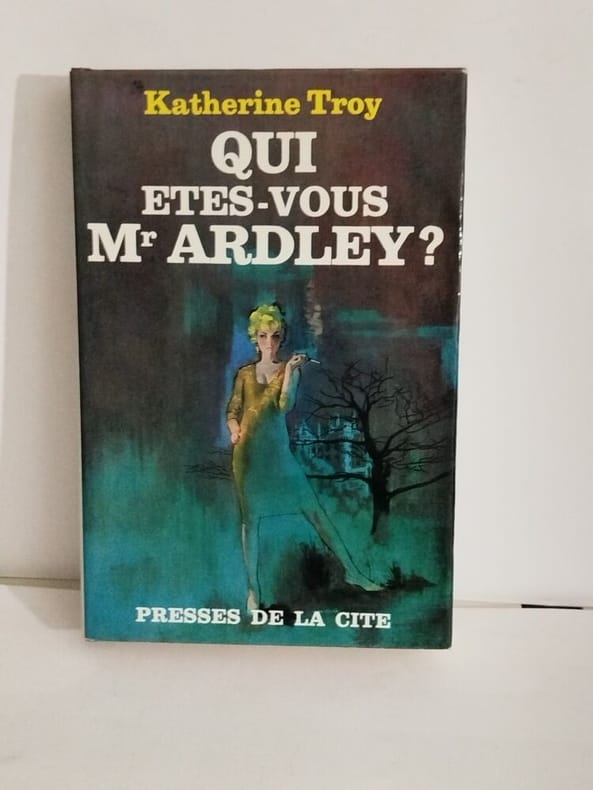 Katherine Troy
QUI
ETES-VOUS
Mr ARDLEY?
PRESSES DE LA CITE